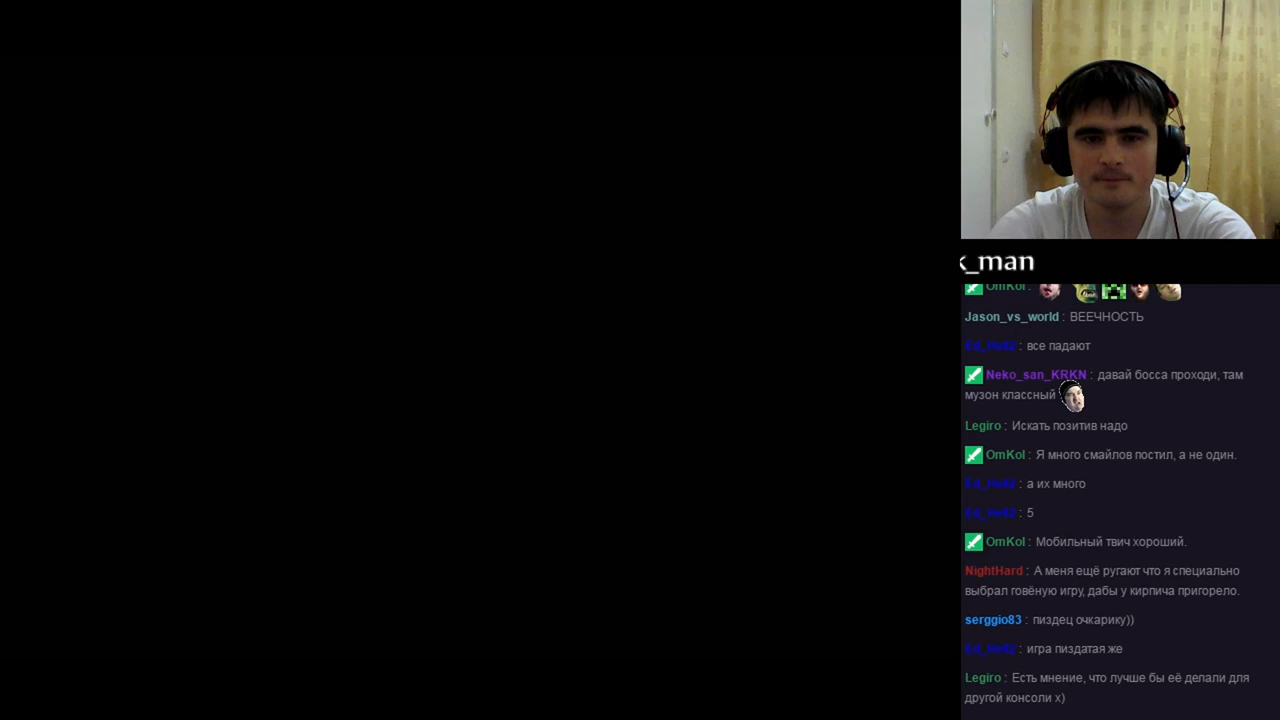 k_man
OmKol :
Jason_vs_world : ВЕЕЧНОСТЬ
Ed_Hell2 : все падают
Neko_san_KRKN : давай босса проходи, там
музон классный
Legiro : Искать позитив надо
OmKol : Я много смайлов постил, а не один.
: а их много
: 5
OmKol : Мобильный твич хороший.
NightHard : А меня ещё ругают что я специально
выбрал говёную игру, дабы у кирпича пригорело.
serggio83 : пиздец очкарику))
: игра пиздатая же
Legiro : Есть мнение, что лучше бы её делали для
другой консоли x)